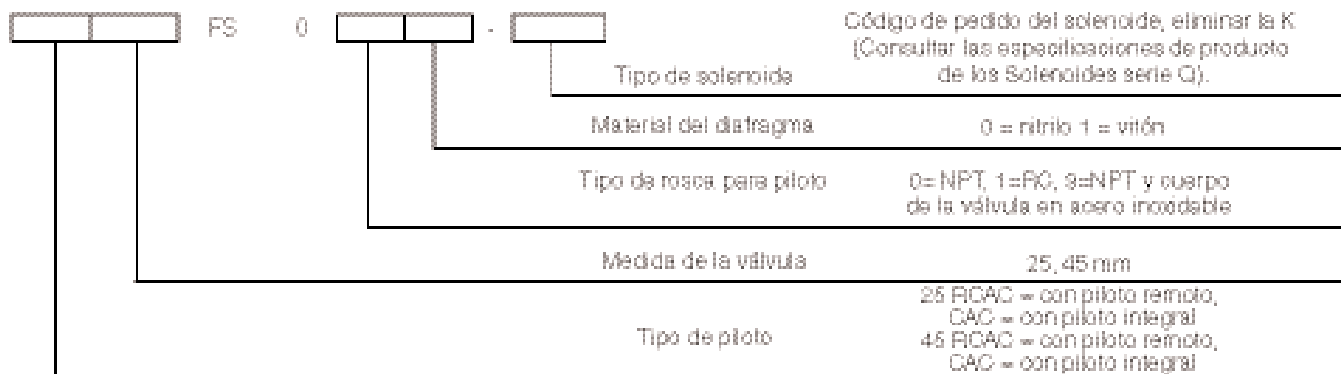 FS 0 -
Código de pedido del solenoide, eliminar la K
(Consultar las especificaciones de producto
de los Solenoides serie Q).
Tipo de solenoide
Material del diafragma
0 = nitrilo 1 = vitón
Tipo de rosca para piloto
0= NPT, 1=RC, 9=NPT y cuerpo
de la válvula en acero inoxidable
Medida de la válvula
25, 45 mm
Tipo de piloto
25 RCAC = con piloto remoto,
CAC = con piloto integral
45 RCAC = con piloto remoto,
CAC = con piloto integral